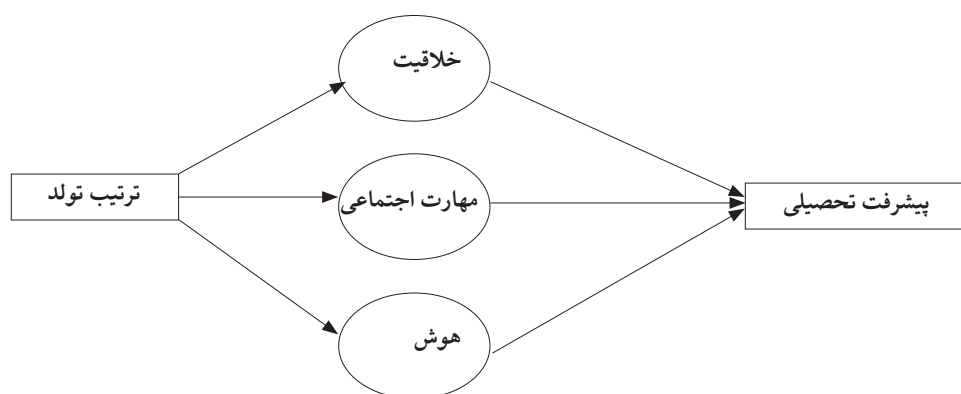 خلاقیت
ترتیب تولد
مهارت اجتماعی
پیشرفت تحصیلی
هوش